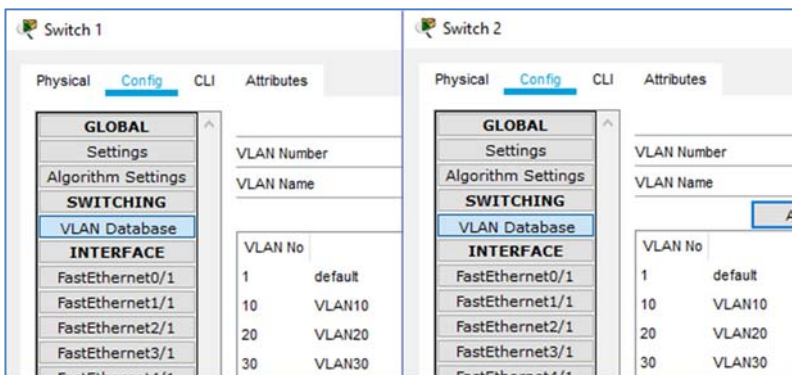 Switch 1
Physical Config CLI Attributes
GLOBAL
Settings
Algorithm Settings
SWITCHING
VLAN Database
INTERFACE
FastEthernet0/1
FastEthernet1/1
FastEthernet2/1
FastEthernet3/1
VLAN Number
VLAN Name
VLAN No
1 default
10 VLAN10
20 VLAN20
30 VLAN30
Switch 2
Physical Config CLI Attributes
GLOBAL
Settings
Algorithm Settings
SWITCHING
VLAN Database
INTERFACE
FastEthernet0/1
FastEthernet1/1
FastEthernet2/1
FastEthernet3/1
VLAN Number
VLAN Name
A
VLAN No
1 default
10 VLAN10
20 VLAN20
30 VLAN30